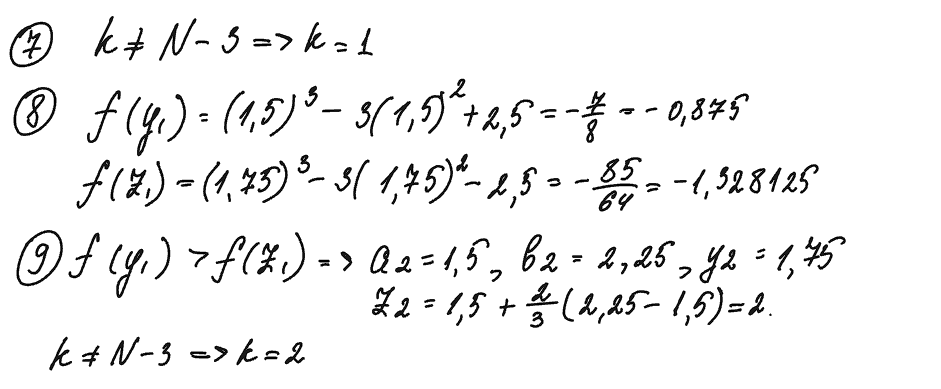 ⑦ k ≠ N - 3 => k = 1
⑧ f(y₁) = (1,5)³ - 3(1,5)² + 2,5 = -7/8 = -0,875
f(z₁) = (1,75)³ - 3(1,75)² - 2,5 = -85/64 = -1,328125
⑨ f(y₁) > f(z₁) => a₂ = 1,5, b₂ = 2,25, y₂ = 1,75
z₂ = 1,5 + 2/3(2,25 - 1,5) = 2.
k ≠ N - 3 => k = 2